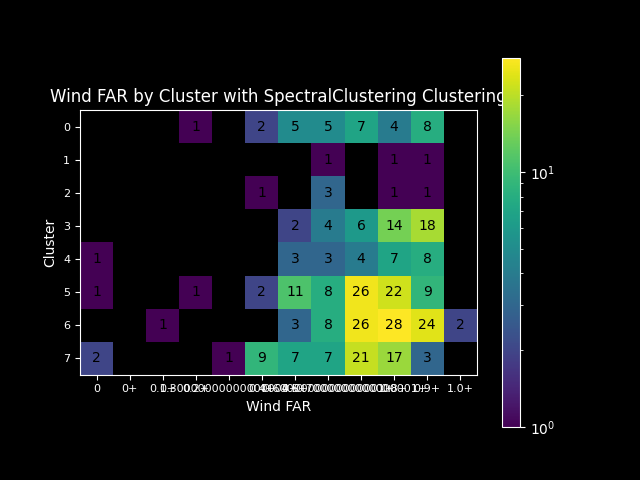 Wind FAR by Cluster with SpectralClustering Clustering
10¹
10⁰
Cluster
0 1 2 5 5 7 4 8
1 1 1 1
2 1 3 1 1
3 2 4 6 14 18
4 1 3 3 4 7 8
5 1 1 2 11 8 26 22 9
6 1 3 8 26 28 24 2
7 2 1 9 7 7 21 17 3
0 0+ 0.9+ 1.0+
Wind FAR